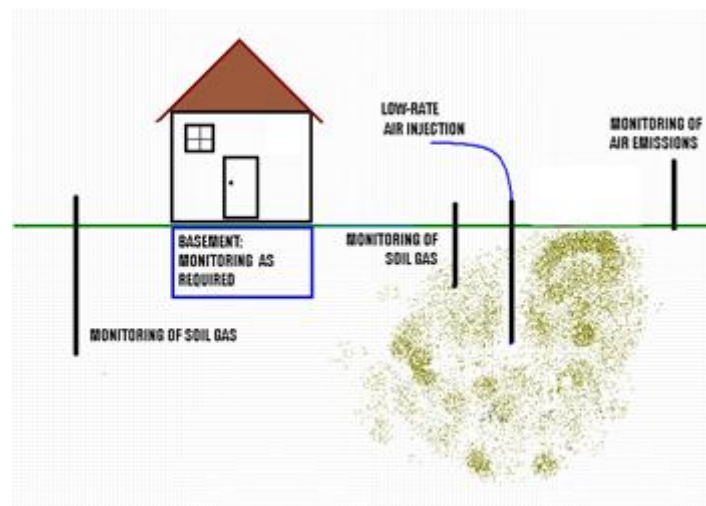 LOW-RATE
AIR INJECTION
MONITORING OF
AIR EMISSIONS
BASEMENT:
MONITORING AS
REQUIRED
MONITORING OF
SOIL GAS
MONITORING OF SOIL GAS